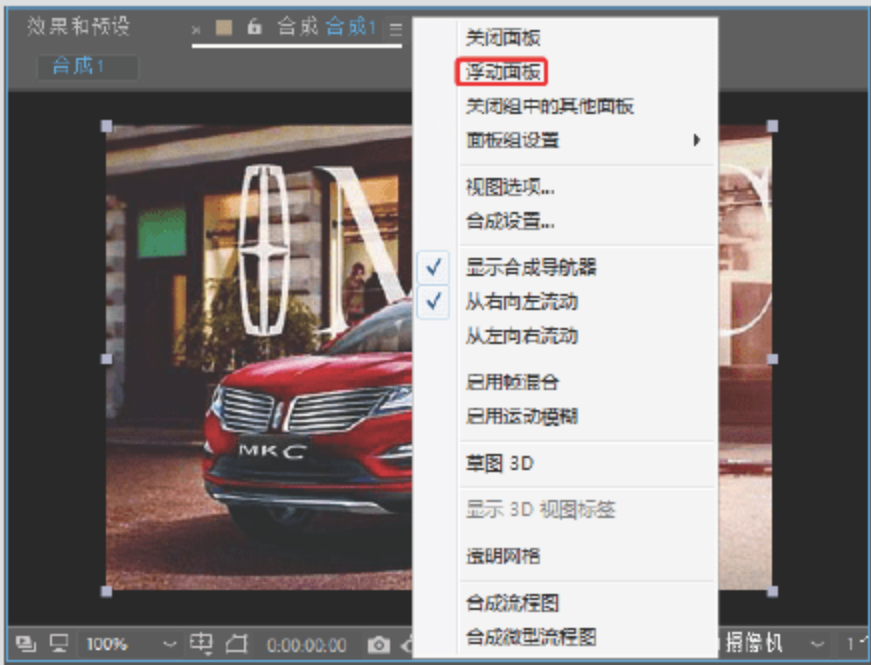 效果和预设
合成 合成1
合成1
关闭面板
浮动面板
关闭组中的其他面板
面板组设置
视图选项...
合成设置...
显示合成导航器
从右向左流动
从左向右流动
启用帧混合
启用运动模糊
草图 3D
显示 3D 视图标签
透明网格
合成流程图
合成微型流程图
MKC
100%
0:00:00:00
摄像机
1